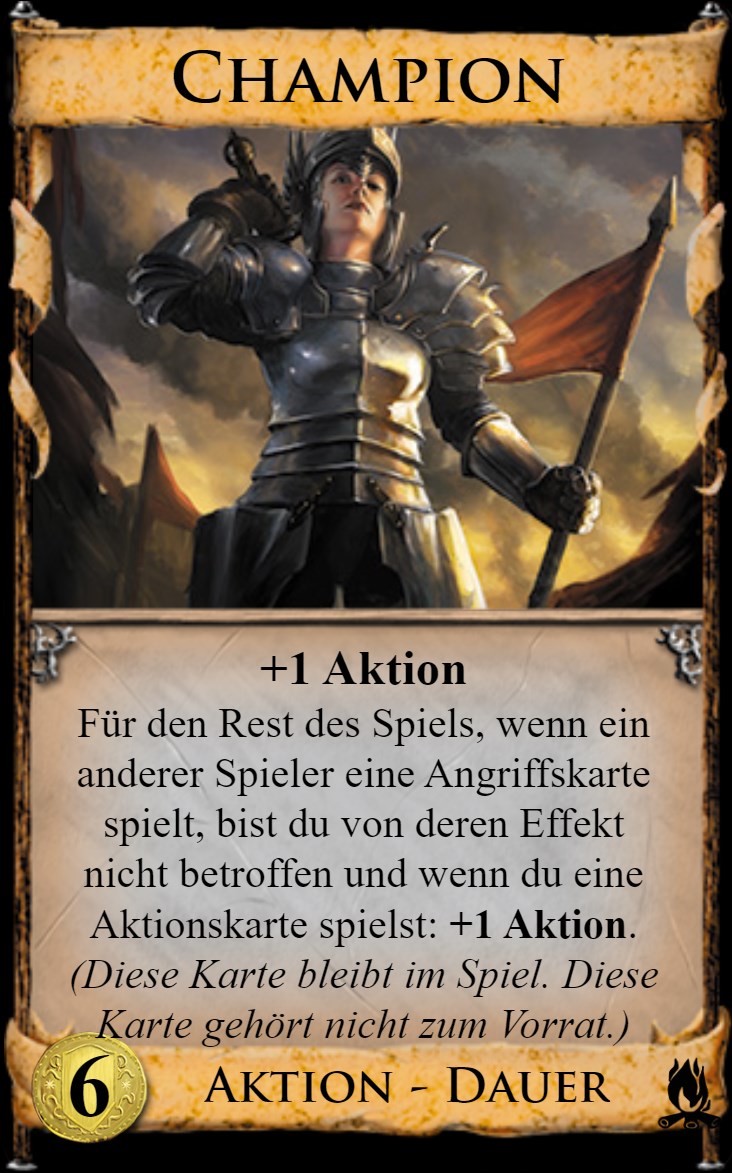 Champion
+1 Aktion
Für den Rest des Spiels, wenn ein
anderer Spieler eine Angriffskarte
spielt, bist du von deren Effekt
nicht betroffen und wenn du eine
Aktionskarte spielst: +1 Aktion.
(Diese Karte bleibt im Spiel. Diese
Karte gehört nicht zum Vorrat.)
6
Aktion - Dauer